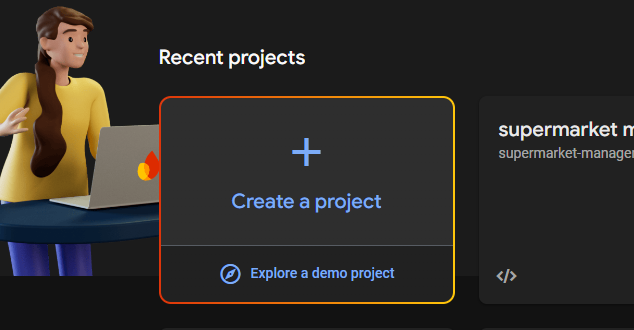 Recent projects
Create a project
Explore a demo project
supermarket m
supermarket-manager